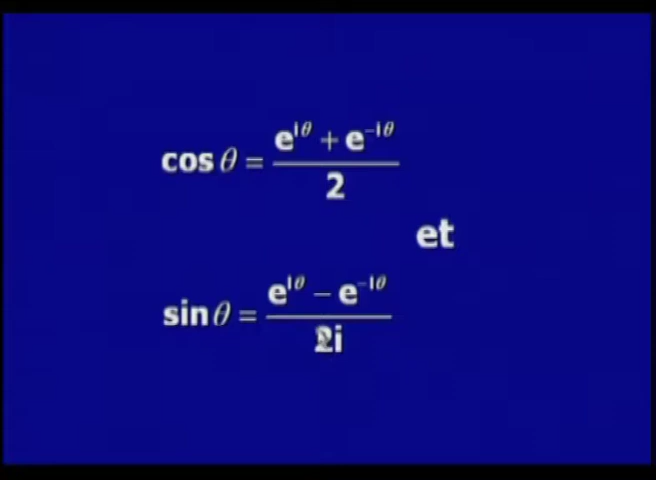 cos θ = (e^{iθ} + e^{-iθ}) / 2
et
sin θ = (e^{iθ} − e^{-iθ}) / 2i